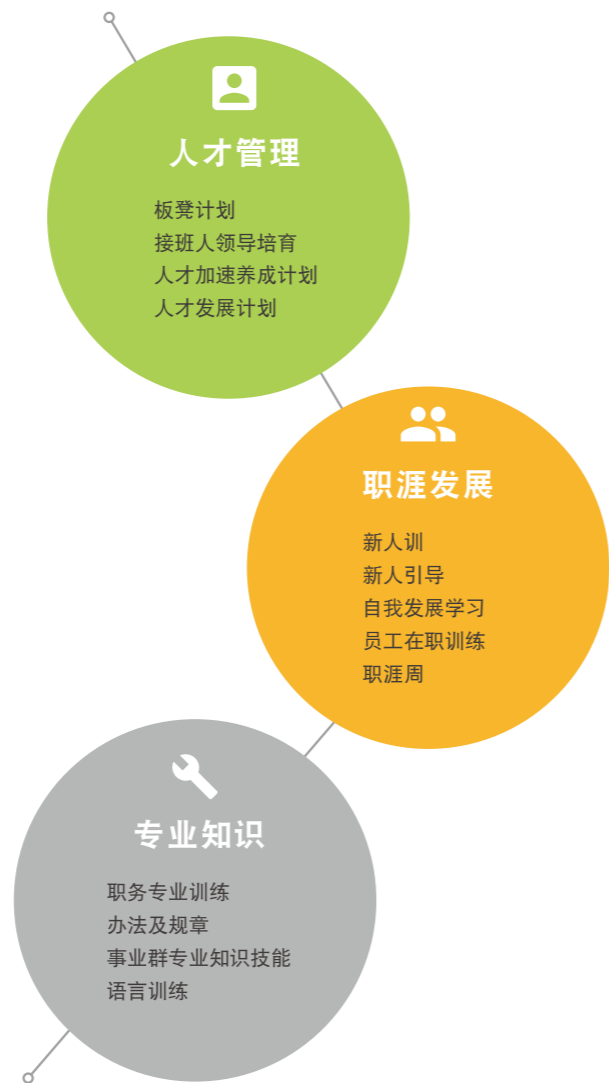 人才管理
板凳计划
接班人领导培育
人才加速养成计划
人才发展计划
职涯发展
新人训
新人引导
自我发展学习
员工在职训练
职涯周
专业知识
职务专业训练
办法及规章
事业群专业知识技能
语言训练